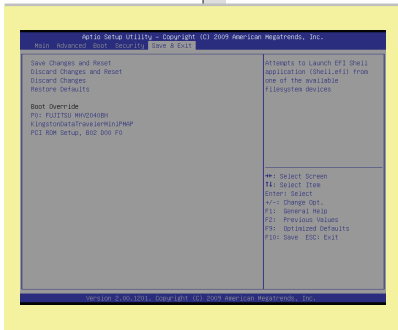 Aptio Setup Utility - Copyright (C) 2009 American Megatrends, Inc.
Main Advanced Boot Security Save & Exit
Save Changes and Reset
Discard Changes and Reset
Discard Changes
Restore Defaults
Boot Override
P0: FUJITSU MHV2040BH
KingstonDataTravelerMiniPMAP
PCI ROM Setup, B02 D00 F0
Attempts to Launch EFI Shell
application (Shell.efi) from
one of the available
filesystem devices
→←: Select Screen
↑↓: Select Item
Enter: Select
+/-: Change Opt.
F1: General Help
F2: Previous Values
F9: Optimized Defaults
F10: Save ESC: Exit
Version 2.00.1201. Copyright (C) 2009 American Megatrends, Inc.